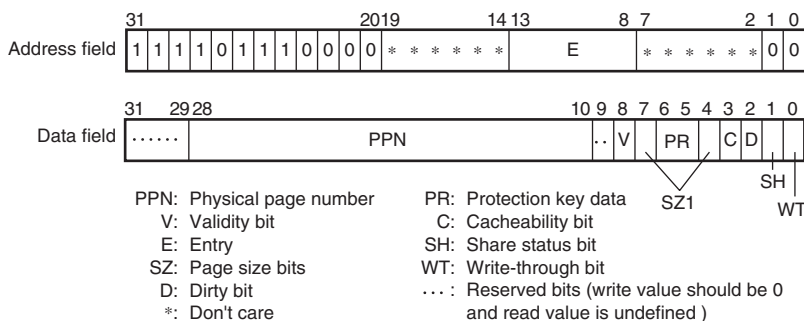 31 2019 14 13 8 7 2 1 0
Address field 1 1 1 1 0 1 1 1 0 0 0 0 * * * * * * E * * * * * * 0 0
31 29 28 10 9 8 7 6 5 4 3 2 1 0
Data field ...... PPN .. V PR C D
SH
SZ1 WT
PPN: Physical page number
V: Validity bit
E: Entry
SZ: Page size bits
D: Dirty bit
*: Don't care
PR: Protection key data
C: Cacheability bit
SH: Share status bit
WT: Write-through bit
...: Reserved bits (write value should be 0
and read value is undefined )